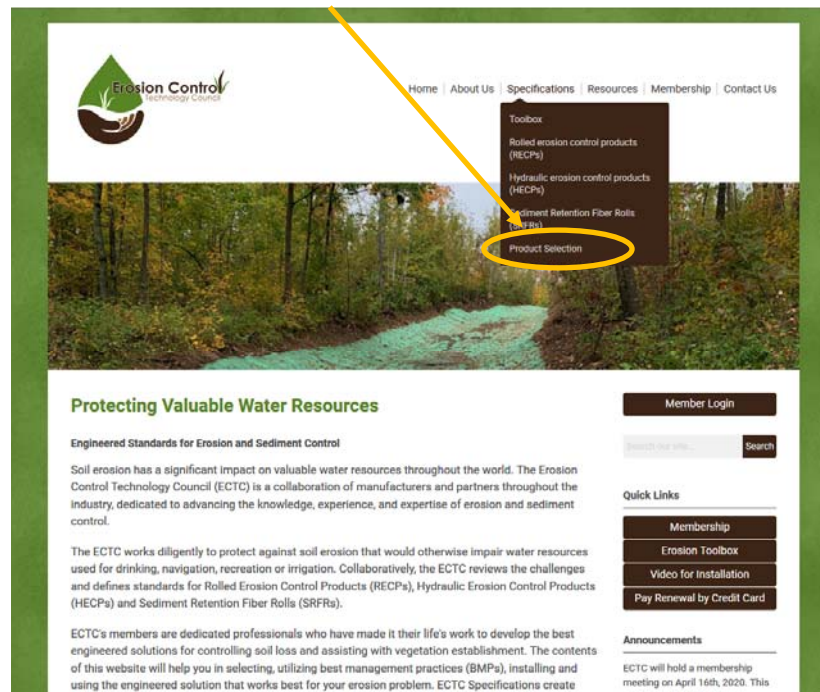 Erosion Control
Technology Council
Home | About Us | Specifications | Resources | Membership | Contact Us
Toolbox
Rolled erosion control products
(RECPs)
Hydraulic erosion control products
(HECPs)
Sediment Retention Fiber Rolls
(SRFRs)
Product Selection
Protecting Valuable Water Resources
Engineered Standards for Erosion and Sediment Control
Soil erosion has a significant impact on valuable water resources throughout the world. The Erosion
Control Technology Council (ECTC) is a collaboration of manufacturers and partners throughout the
industry, dedicated to advancing the knowledge, experience, and expertise of erosion and sediment
control.
The ECTC works diligently to protect against soil erosion that would otherwise impair water resources
used for drinking, navigation, recreation or irrigation. Collaboratively, the ECTC reviews the challenges
and defines standards for Rolled Erosion Control Products (RECPs), Hydraulic Erosion Control Products
(HECPs) and Sediment Retention Fiber Rolls (SRFRs).
ECTC's members are dedicated professionals who have made it their life's work to develop the best
engineered solutions for controlling soil loss and assisting with vegetation establishment. The contents
of this website will help you in selecting, utilizing best management practices (BMPs), installing and
using the engineered solution that works best for your erosion problem. ECTC Specifications create
Member Login
Search our site...
Search
Quick Links
Membership
Erosion Toolbox
Video for Installation
Pay Renewal by Credit Card
Announcements
ECTC will hold a membership
meeting on April 16th, 2020. This